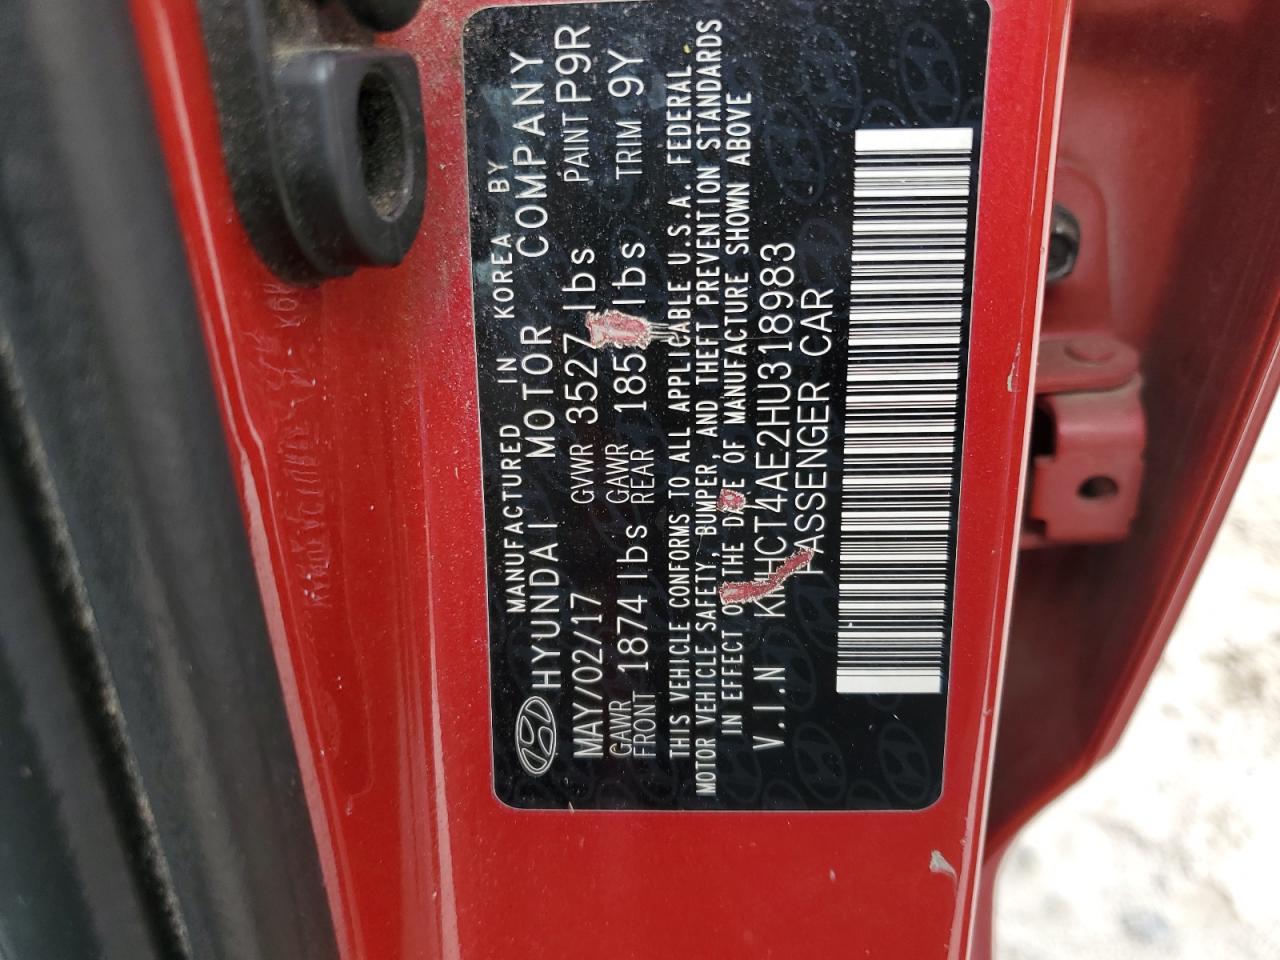 MANUFACTURED IN KOREA BY
HYUNDAI MOTOR COMPANY
MAY/02/17 GVWR 3527 lbs PAINT P9R
GAWR FRONT 1874 lbs GAWR REAR lbs TRIM 9Y
THIS VEHICLE CONFORMS TO ALL APPLICABLE U.S.A. FEDERAL
MOTOR VEHICLE SAFETY, BUMPER, AND THEFT PREVENTION STANDARDS
IN EFFECT ON THE DATE OF MANUFACTURE SHOWN ABOVE
V.I.N KMHCT4AE2HU318983
PASSENGER CAR